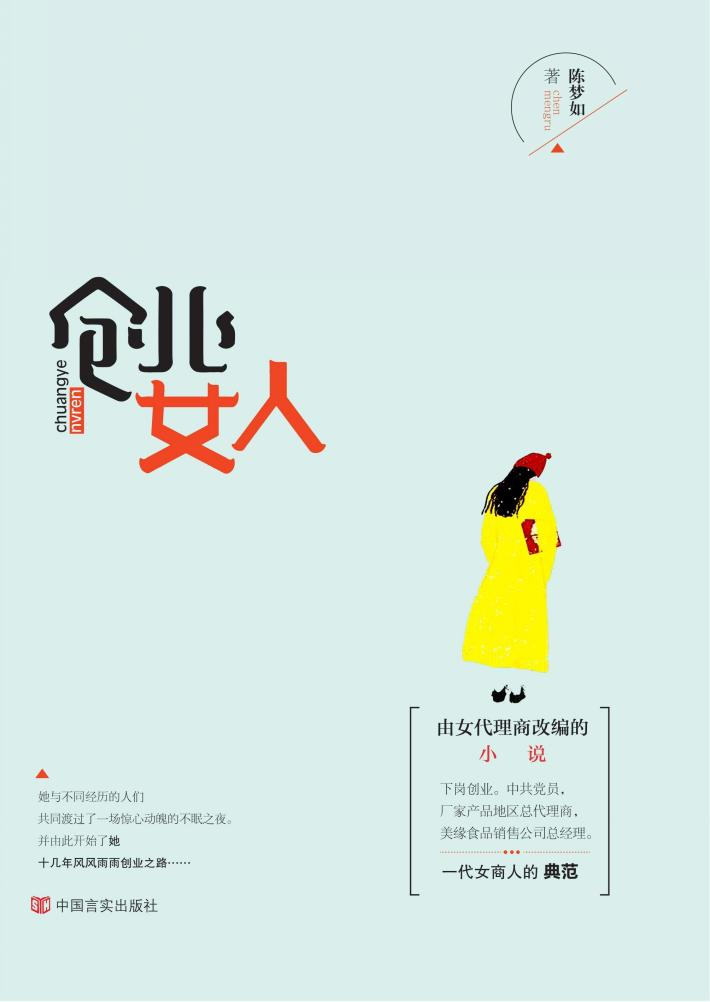 陈梦如
著
chen
mengru
创业
女人
chuangye
nvren
由女代理商改编的
小 说
下岗创业。中共党员，
厂家产品地区总代理商，
美缘食品销售公司总经理。
一代女商人的 典范
她与不同经历的人们
共同渡过了一场惊心动魄的不眠之夜。
并由此开始了她
十几年风风雨雨创业之路……
中国言实出版社